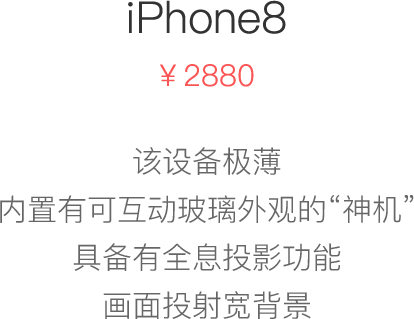 iPhone8
￥2880
该设备极薄
内置有可互动玻璃外观的“神机”
具备有全息投影功能
画面投射宽背景